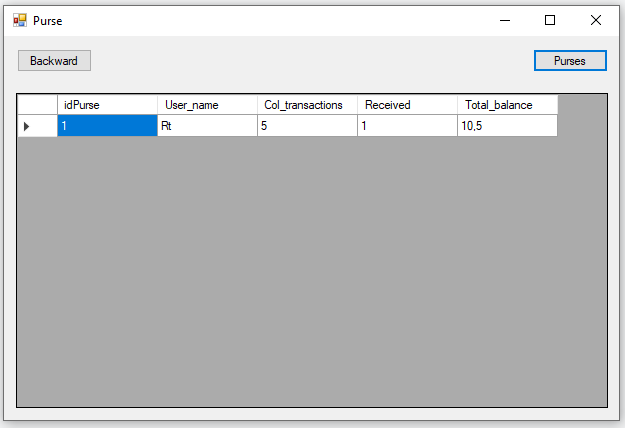 Purse
Backward Purses
idPurse User_name Col_transactions Received Total_balance
1 Rt 5 1 10,5